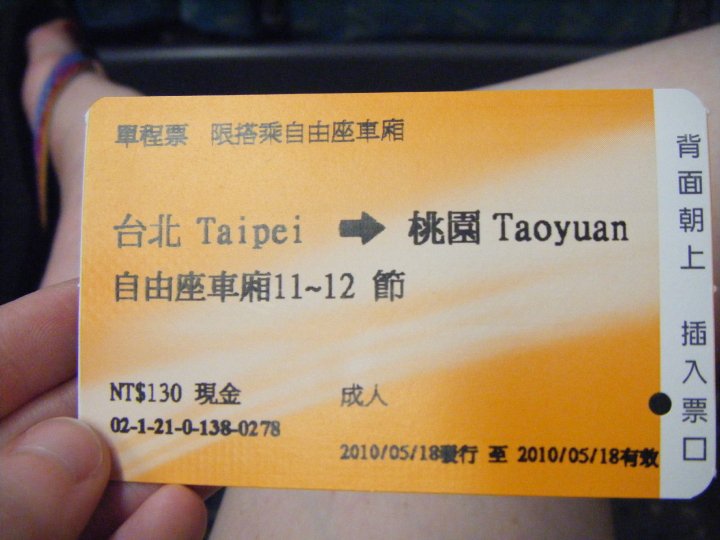 單程票 限搭乘自由座車廂
台北 Taipei ➡ 桃園 Taoyuan
自由座車廂11~12 節
NT$130 現金 成人
02-1-21-0-138-0278
2010/05/18發行 至 2010/05/18有效
背面朝上 插入票口